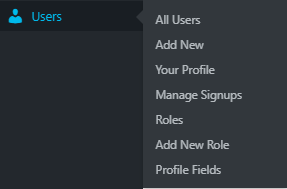 Users
All Users
Add New
Your Profile
Manage Signups
Roles
Add New Role
Profile Fields